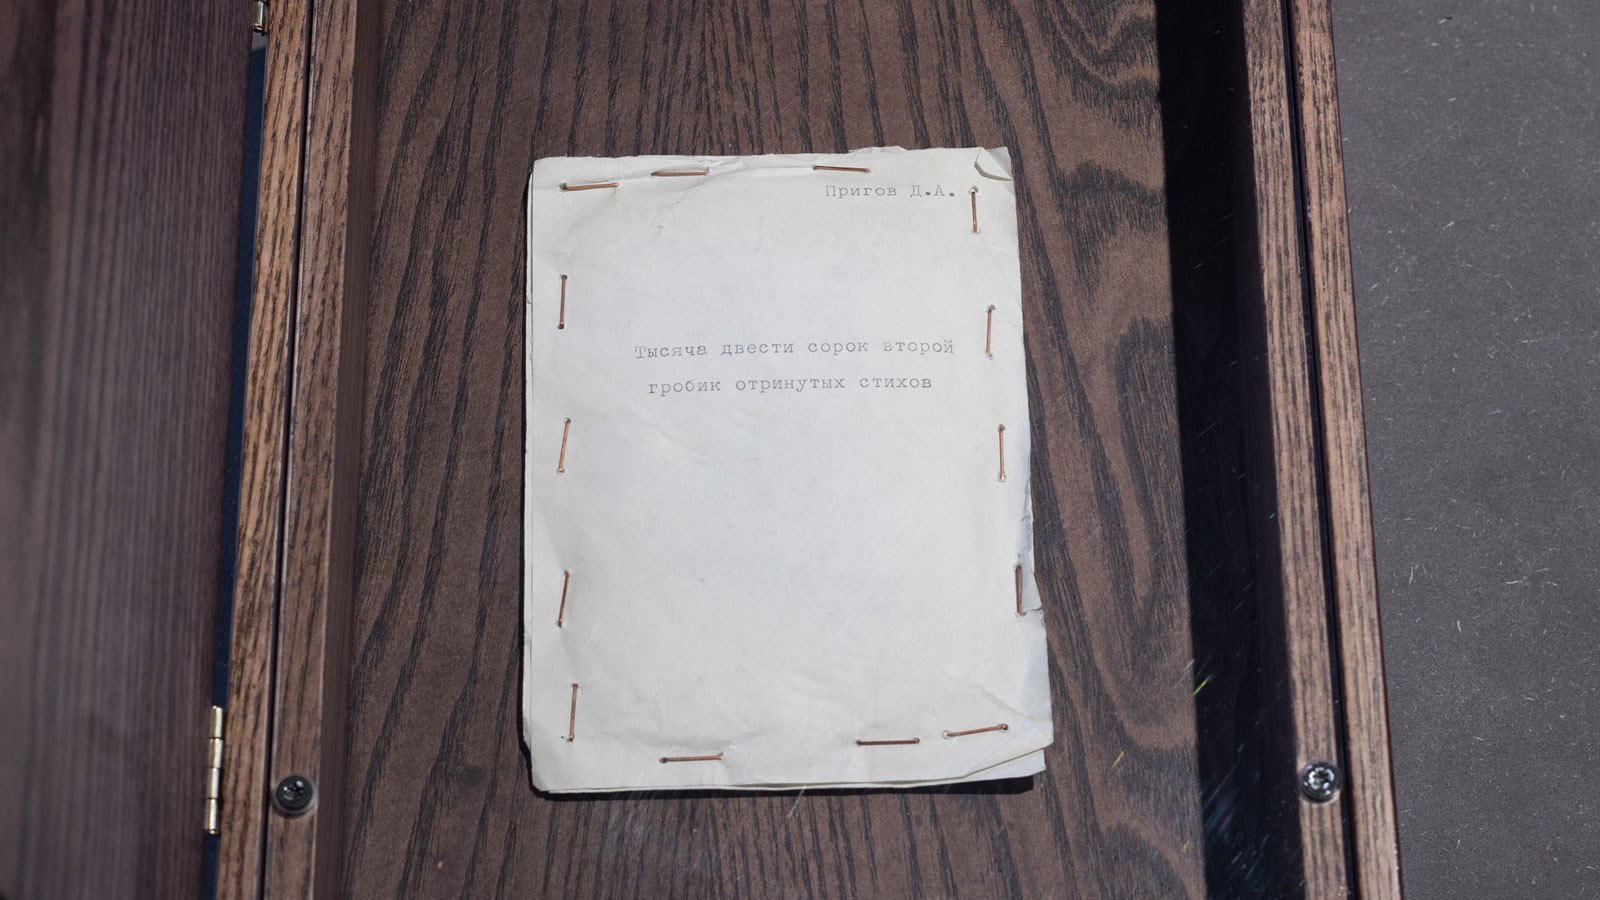 Пригов Д.А.
Тысяча двести сорок второй
гробик отринутых стихов